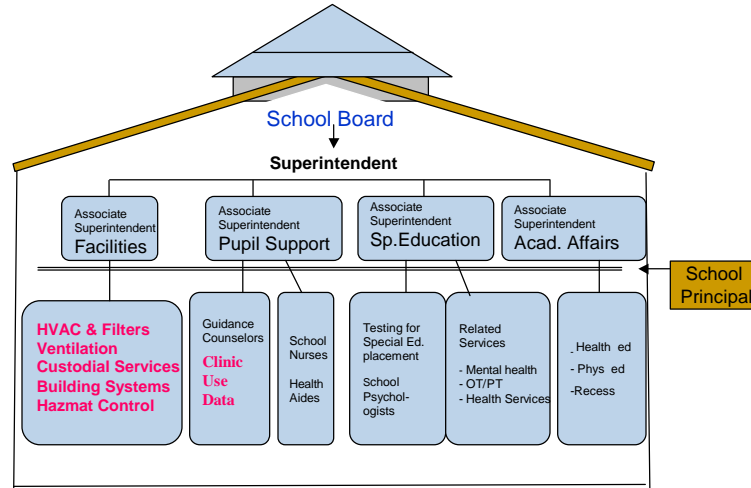 School Board
Superintendent
Associate
Superintendent
Facilities
Associate
Superintendent
Pupil Support
Associate
Superintendent
Sp.Education
Associate
Superintendent
Acad. Affairs
School
Principal
HVAC & Filters
Ventilation
Custodial Services
Building Systems
Hazmat Control
Guidance
Counselors
Clinic
Use
Data
School
Nurses
Health
Aides
Testing for
Special Ed.
placement
School
Psychol-
ogists
Related
Services
- Mental health
- OT/PT
- Health Services
- Health ed
- Phys ed
-Recess